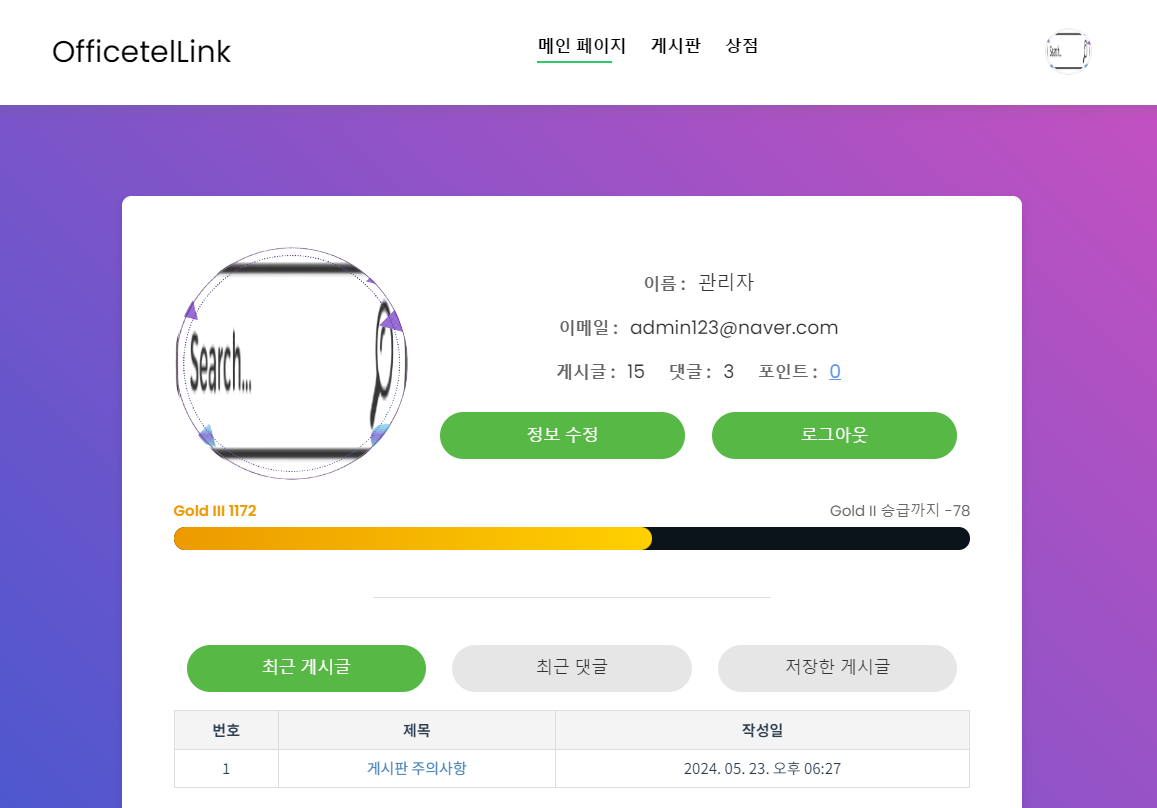 OfficetelLink 메인 페이지 게시판 상점 Search...
Search...
이름 : 관리자
이메일 : admin123@naver.com
게시글 : 15 댓글 : 3 포인트 : 0
정보 수정 로그아웃
Gold III 1172 Gold II 승급까지 -78
최근 게시글 최근 댓글 저장한 게시글
번호 제목 작성일
1 게시판 주의사항 2024. 05. 23. 오후 06:27